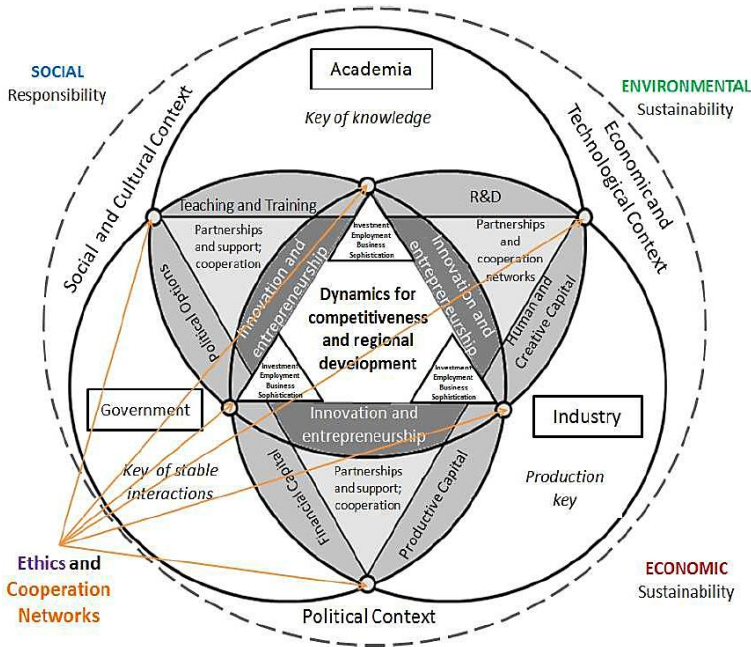 SOCIAL
Responsibility
ENVIRONMENTAL
Sustainability
Academia
Key of knowledge
Social and Cultural Context
Economic and
Technological Context
Teaching and Training
R&D
Partnerships
and support;
cooperation
Partnerships
and
cooperation
networks
Investment
Employment
Business
Sophistication
Innovation and
entrepreneurship
Innovation and
entrepreneurship
Political Options
Human and
Creative Capital
Dynamics for
competitiveness
and regional
development
Investment
Employment
Business
Sophistication
Investment
Employment
Business
Sophistication
Government
Industry
Innovation and
entrepreneurship
Key of stable
interactions
Production
key
Financial Capital
Partnerships
and support;
cooperation
Productive Capital
Ethics and
Cooperation
Networks
ECONOMIC
Sustainability
Political Context